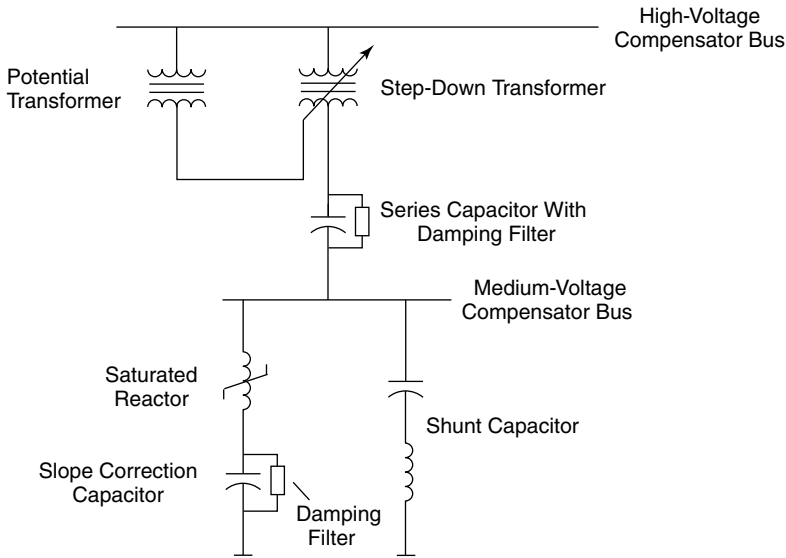 High-Voltage
Compensator Bus
Potential
Transformer
Step-Down Transformer
Series Capacitor With
Damping Filter
Medium-Voltage
Compensator Bus
Saturated
Reactor
Shunt Capacitor
Slope Correction
Capacitor
Damping
Filter